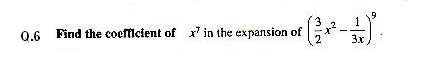 Q.6 Find the coefficient of x⁷ in the expansion of (3/2 x² − 1/3x)⁹.